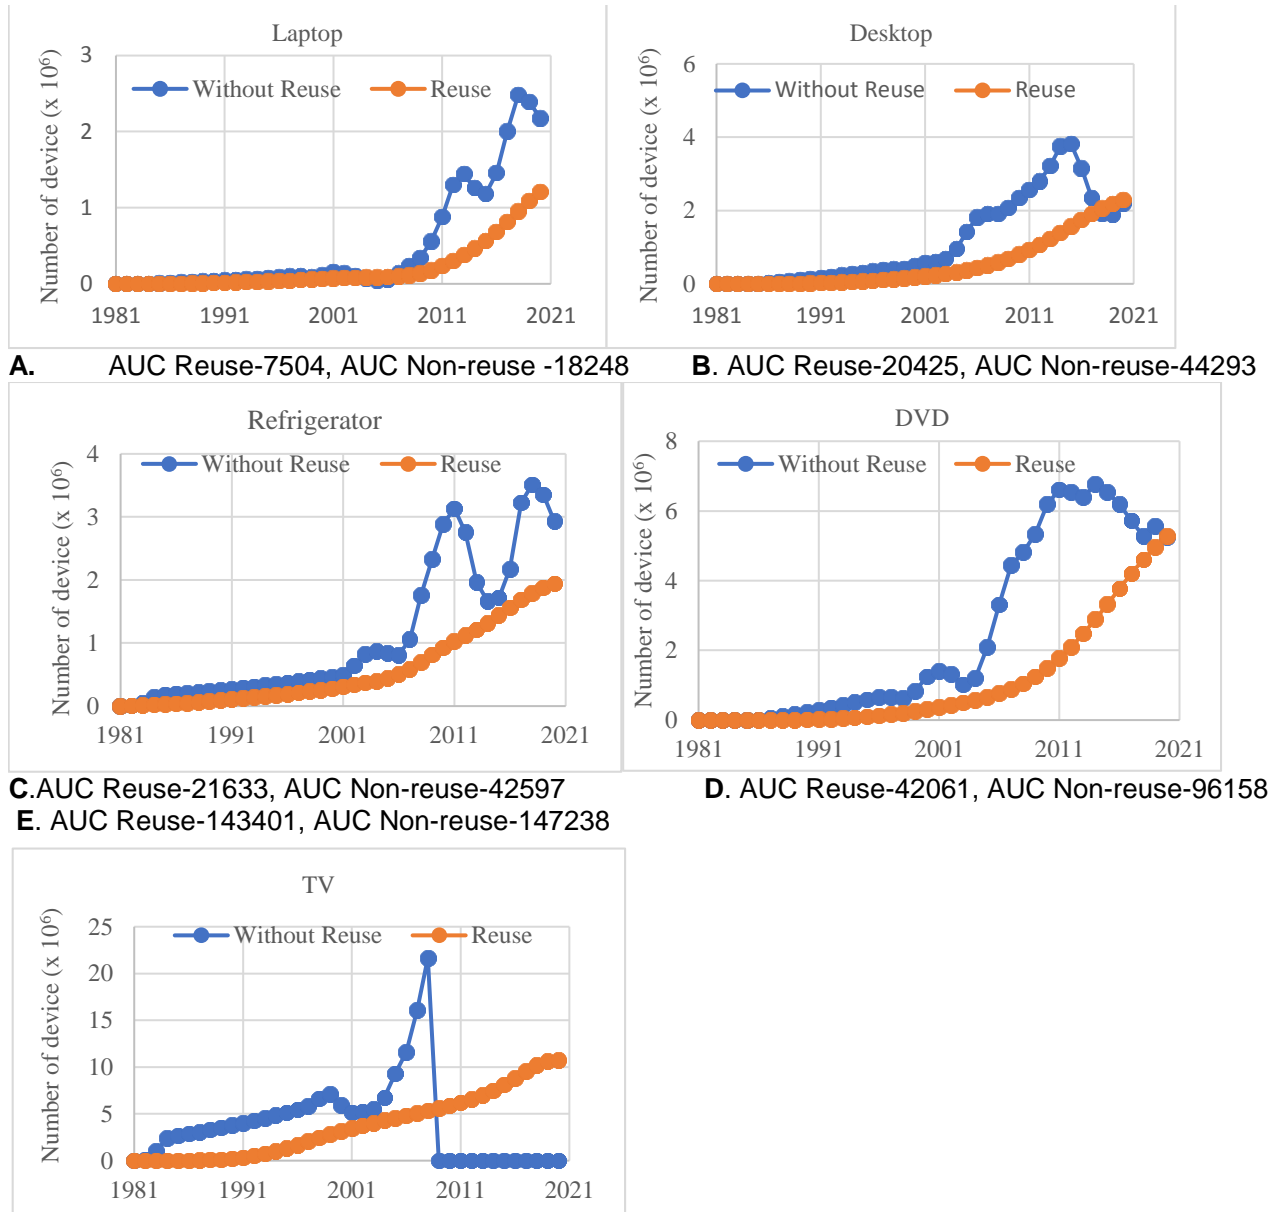 Laptop
Number of device (x 10⁶)
Without Reuse Reuse
3
2
1
0
1981 1991 2001 2011 2021
Desktop
Number of device (x 10⁶)
Without Reuse Reuse
6
4
2
0
1981 1991 2001 2011 2021
A. AUC Reuse-7504, AUC Non-reuse -18248
B. AUC Reuse-20425, AUC Non-reuse-44293
Refrigerator
Number of device (x 10⁶)
Without Reuse Reuse
4
3
2
1
0
1981 1991 2001 2011 2021
DVD
Number of device (x 10⁶)
Without Reuse Reuse
8
6
4
2
0
1981 1991 2001 2011 2021
C.AUC Reuse-21633, AUC Non-reuse-42597
D. AUC Reuse-42061, AUC Non-reuse-96158
E. AUC Reuse-143401, AUC Non-reuse-147238
TV
Number of device (x 10⁶)
Without Reuse Reuse
25
20
15
10
5
0
1981 1991 2001 2011 2021